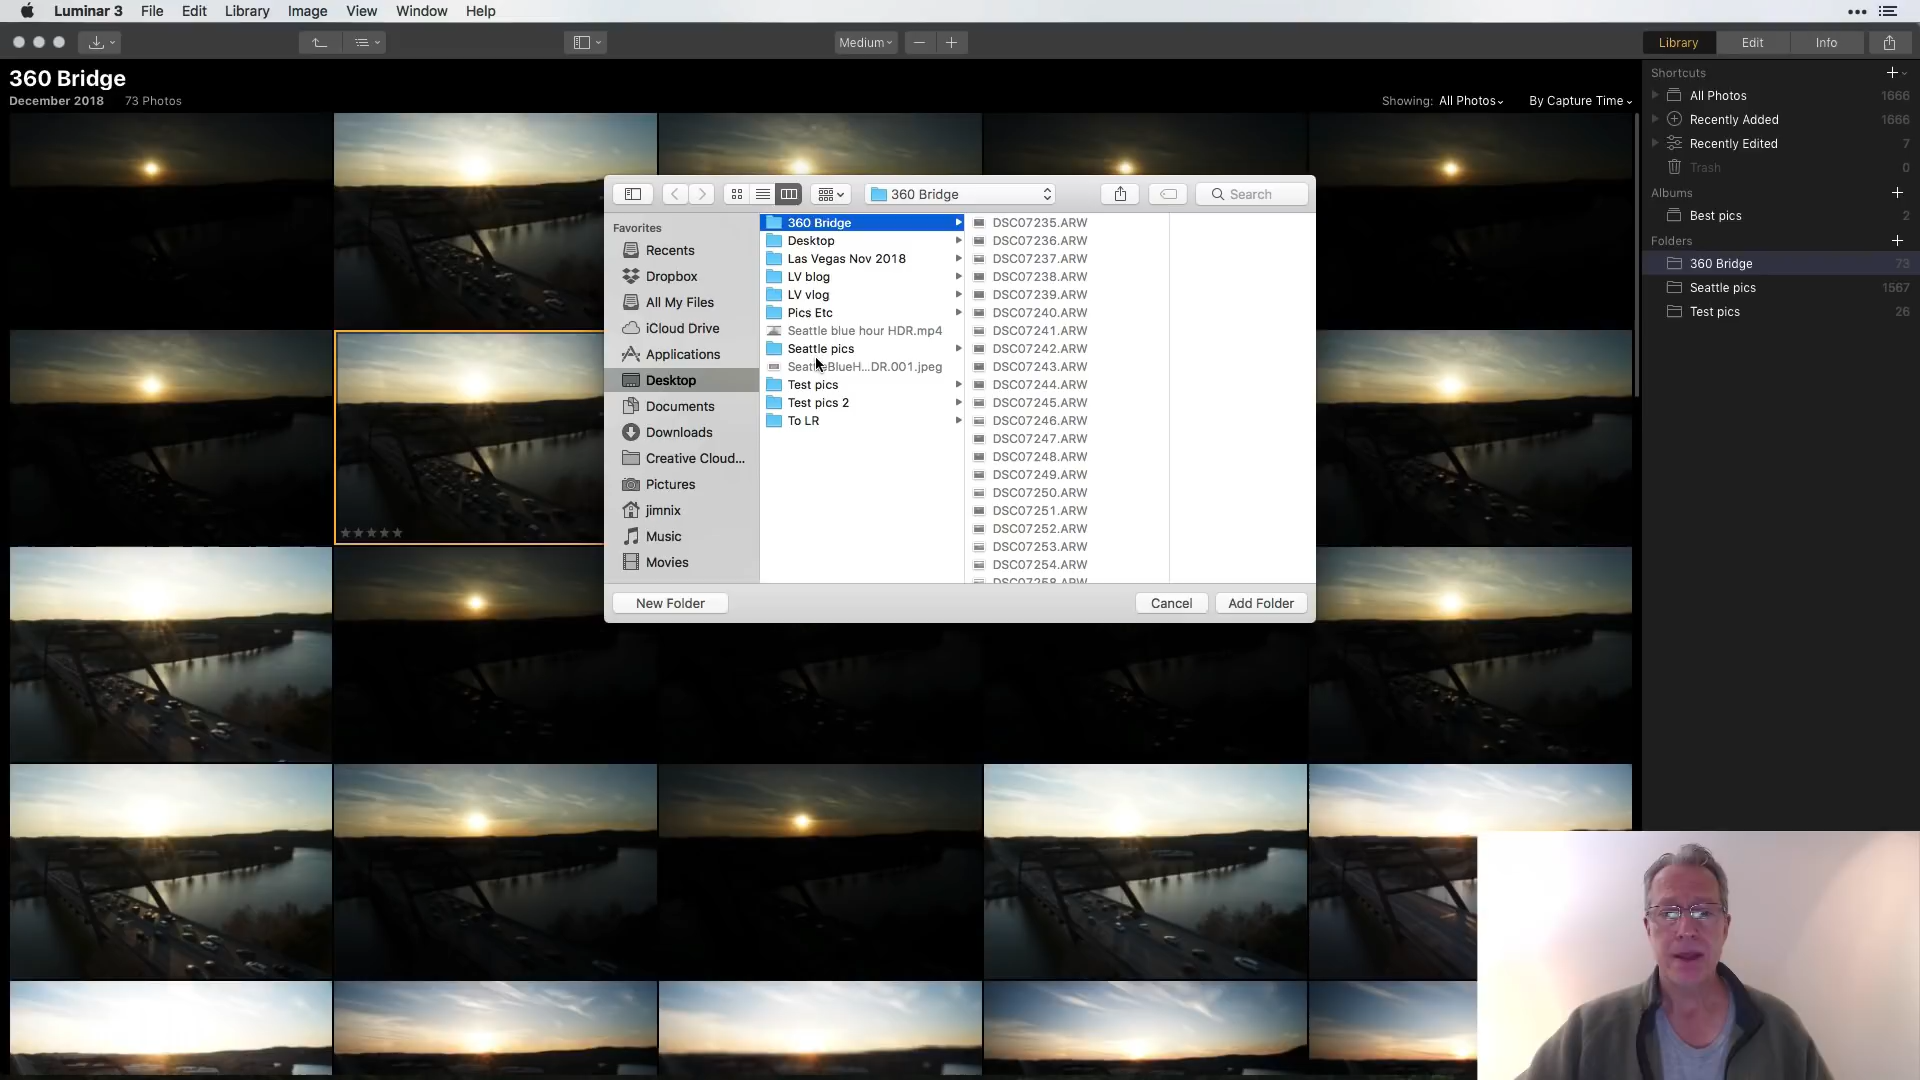 Luminar 3 File Edit Library Image View Window Help
Medium
Library Edit Info
360 Bridge
December 2018 73 Photos
Showing: All Photos By Capture Time
360 Bridge
Search
Favorites
Recents
Dropbox
All My Files
iCloud Drive
Applications
Desktop
Documents
Downloads
Creative Cloud...
Pictures
jimnix
Music
Movies
360 Bridge
Desktop
Las Vegas Nov 2018
LV blog
LV vlog
Pics Etc
Seattle blue hour HDR.mp4
Seattle pics
SeattleBlueH...DR.001.jpeg
Test pics
Test pics 2
To LR
DSC07235.ARW
DSC07236.ARW
DSC07237.ARW
DSC07238.ARW
DSC07239.ARW
DSC07240.ARW
DSC07241.ARW
DSC07242.ARW
DSC07243.ARW
DSC07244.ARW
DSC07245.ARW
DSC07246.ARW
DSC07247.ARW
DSC07248.ARW
DSC07249.ARW
DSC07250.ARW
DSC07251.ARW
DSC07252.ARW
DSC07253.ARW
DSC07254.ARW
DSC07258.ARW
New Folder Cancel Add Folder
Shortcuts
All Photos 1666
Recently Added 1666
Recently Edited 7
Trash 0
Albums
Best pics 2
Folders
360 Bridge 73
Seattle pics 1567
Test pics 26